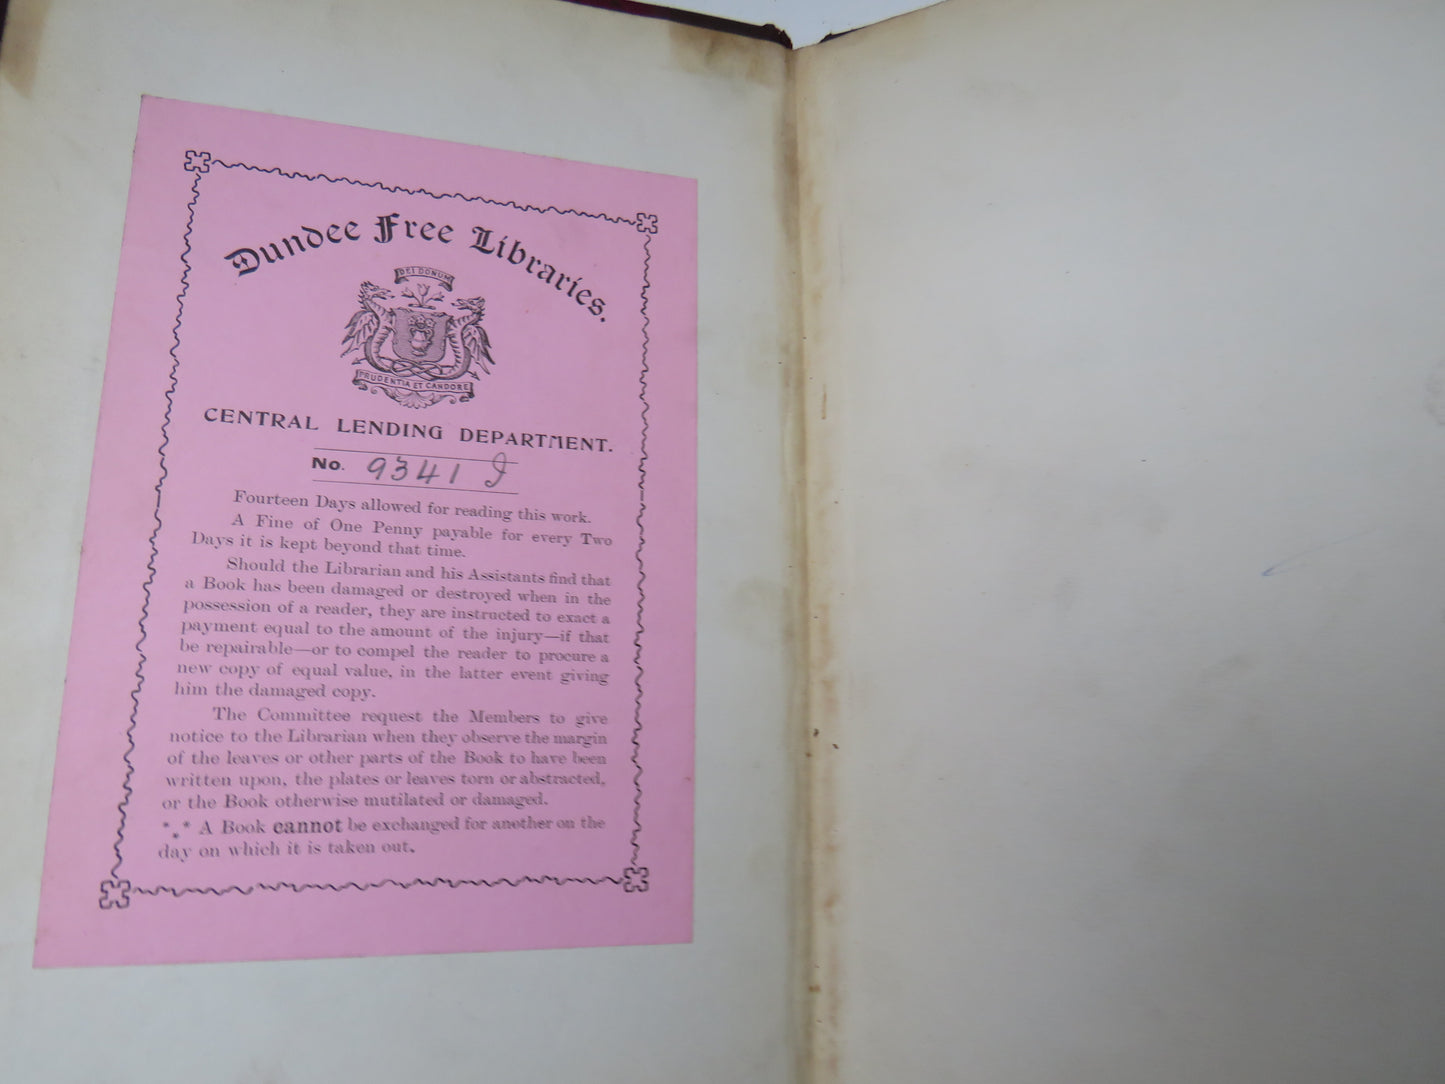 Dundee Free Libraries.
DEI DONUM
PRUDENTIA ET CANDORE
CENTRAL LENDING DEPARTMENT.
No. 9341 I
Fourteen Days allowed for reading this work.
A Fine of One Penny payable for every Two
Days it is kept beyond that time.
Should the Librarian and his Assistants find that
a Book has been damaged or destroyed when in the
possession of a reader, they are instructed to exact a
payment equal to the amount of the injury—if that
be repairable—or to compel the reader to procure a
new copy of equal value, in the latter event giving
him the damaged copy.
The Committee request the Members to give
notice to the Librarian when they observe the margin
of the leaves or other parts of the Book to have been
written upon, the plates or leaves torn or abstracted,
or the Book otherwise mutilated or damaged.
*⁎* A Book cannot be exchanged for another on the
day on which it is taken out.